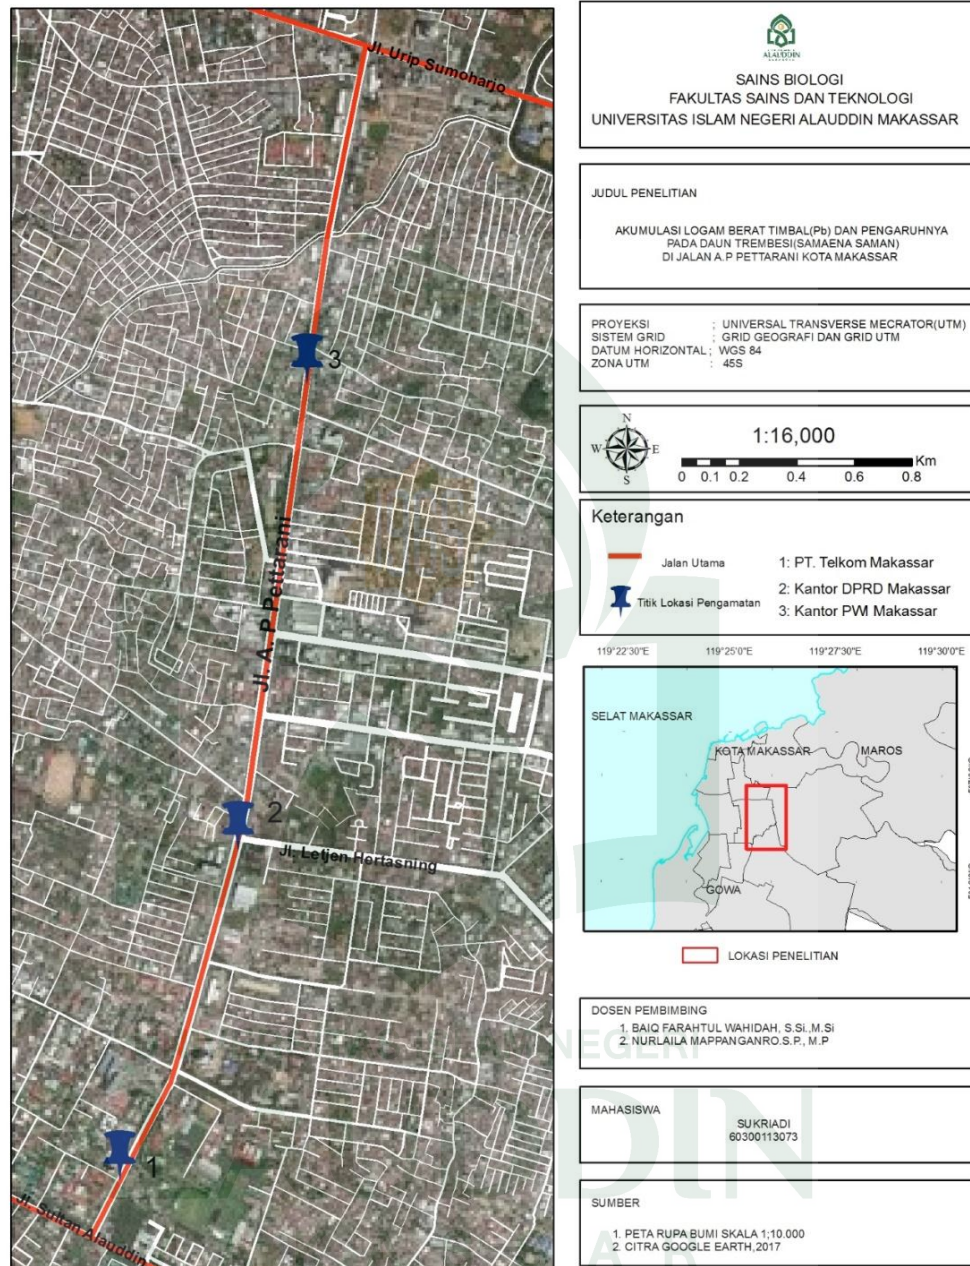 Jl. Urip Sumoharjo
3
Jl. A. P Pettarani
2
Jl. Letjen Hertasning
1
Jl. Sultan Alauddin
ALAUDDIN
SAINS BIOLOGI
FAKULTAS SAINS DAN TEKNOLOGI
UNIVERSITAS ISLAM NEGERI ALAUDDIN MAKASSAR
JUDUL PENELITIAN
AKUMULASI LOGAM BERAT TIMBAL(Pb) DAN PENGARUHNYA
PADA DAUN TREMBESI(SAMAENA SAMAN)
DI JALAN A.P PETTARANI KOTA MAKASSAR
PROYEKSI ; UNIVERSAL TRANSVERSE MECRATOR(UTM)
SISTEM GRID ; GRID GEOGRAFI DAN GRID UTM
DATUM HORIZONTAL ; WGS 84
ZONA UTM : 45S
N
W E
S
1:16,000
Km
0 0.1 0.2 0.4 0.6 0.8
Keterangan
Jalan Utama
Titik Lokasi Pengamatan
1: PT. Telkom Makassar
2: Kantor DPRD Makassar
3: Kantor PWI Makassar
119°22'30"E 119°25'0"E 119°27'30"E 119°30'0"E
SELAT MAKASSAR
KOTA MAKASSAR
MAROS
GOWA
LOKASI PENELITIAN
DOSEN PEMBIMBING
1. BAIQ FARAHTUL WAHIDAH, S.Si.,M.Si
2. NURLAILA MAPPANGANRO.S.P., M.P
NEGERI
MAHASISWA
SUKRIADI
60300113073
SUMBER
1. PETA RUPA BUMI SKALA 1;10.000
2. CITRA GOOGLE EARTH,2017